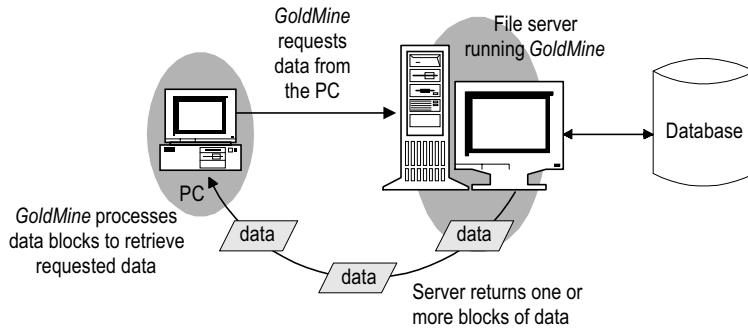 GoldMine
requests
data from
the PC
File server
running GoldMine
Database
PC
GoldMine processes
data blocks to retrieve
requested data
data
data
data
Server returns one or
more blocks of data